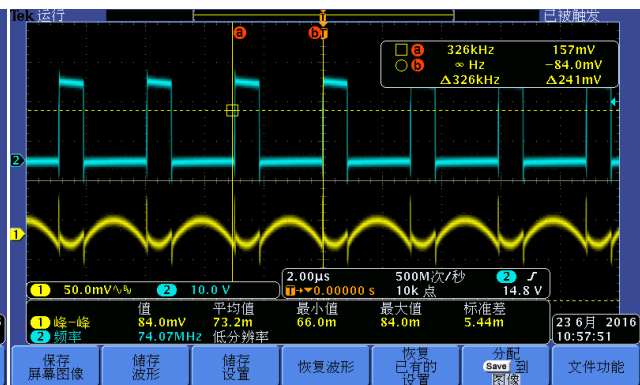 Tek 运行 已被触发
a b T
a 326kHz 157mV
b ∞ Hz −84.0mV
Δ326kHz Δ241mV
2
1
1 50.0mV 2 10.0 V
2.00μs 500M次/秒 2
T→▼0.00000 s 10k 点 14.8 V
值 平均值 最小值 最大值 标准差
1 峰−峰 84.0mV 73.2m 66.0m 84.0m 5.44m
2 频率 74.07MHz 低分辨率
23 6月 2016
10:57:51
保存
屏幕图像
储存
波形
储存
设置
恢复波形
恢复
已有的
设置
分配
Save 到
图像
文件功能